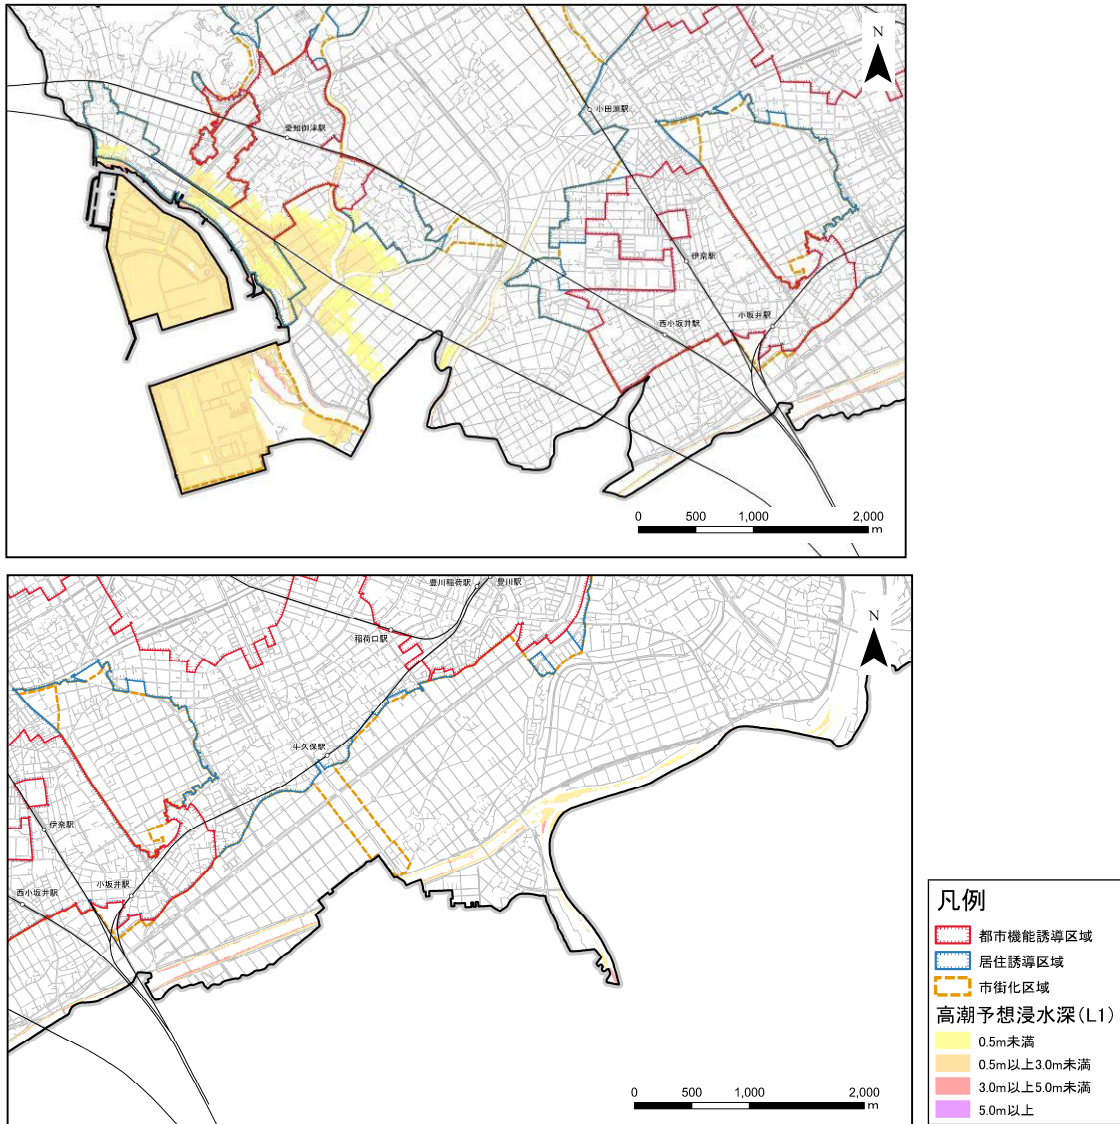 N
小田渕駅
愛知御津駅
伊奈駅
西小坂井駅
小坂井駅
0 500 1,000 2,000
m
豊川稲荷駅 豊川駅
稲荷口駅
N
牛久保駅
伊奈駅
小坂井駅
西小坂井駅
0 500 1,000 2,000
m
凡例
都市機能誘導区域
居住誘導区域
市街化区域
高潮予想浸水深(L1)
0.5m未満
0.5m以上3.0m未満
3.0m以上5.0m未満
5.0m以上